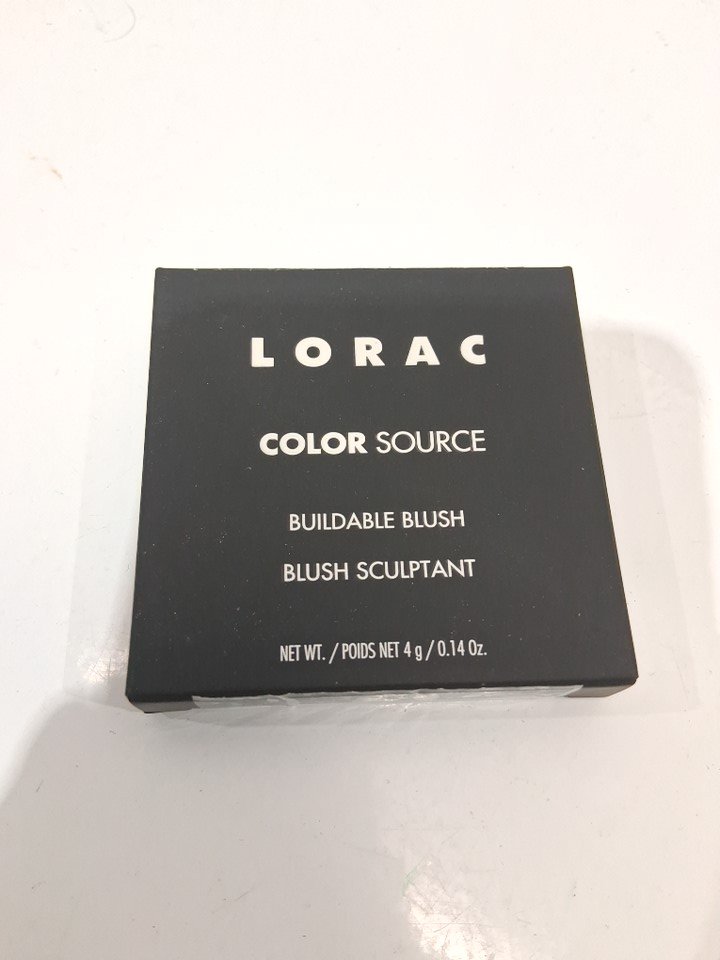 LORAC
COLOR SOURCE
BUILDABLE BLUSH
BLUSH SCULPTANT
NET WT. / POIDS NET 4 g / 0.14 Oz.